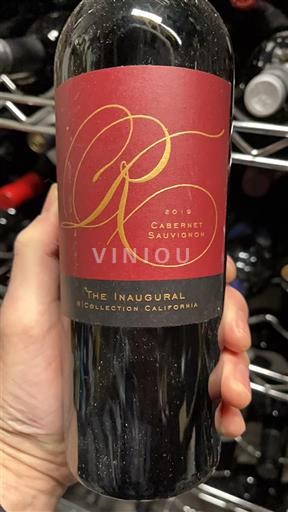 R
2019
CABERNET
SAUVIGNON
VINIOU
THE INAUGURAL
R|COLLECTION, CALIFORNIA